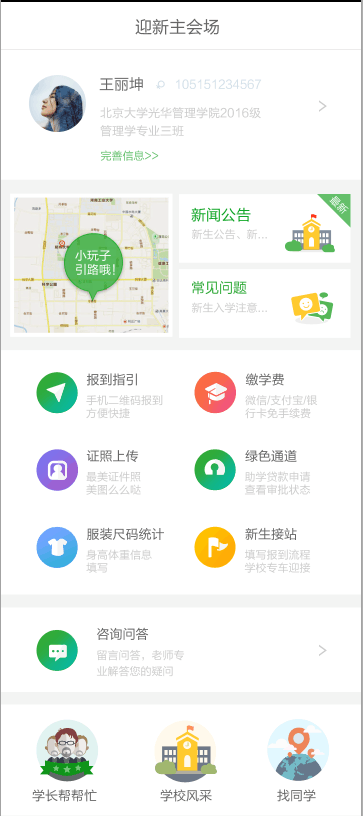 迎新主会场
王丽坤 105151234567
北京大学光华管理学院2016级
管理学专业三班
完善信息>>
小玩子
引路哦!
新闻公告
新生公告、新...
最新
常见问题
新生入学注意...
报到指引
手机二维码报到
方便快捷
缴学费
微信/支付宝/银
行卡免手续费
证照上传
最美证件照
美图么么哒
绿色通道
助学贷款申请
查看审批状态
服装尺码统计
身高体重信息
填写
新生接站
填写报到流程
学校专车迎接
咨询问答
留言问答，老师专
业解答您的疑问
学长帮帮忙
学校风采
找同学